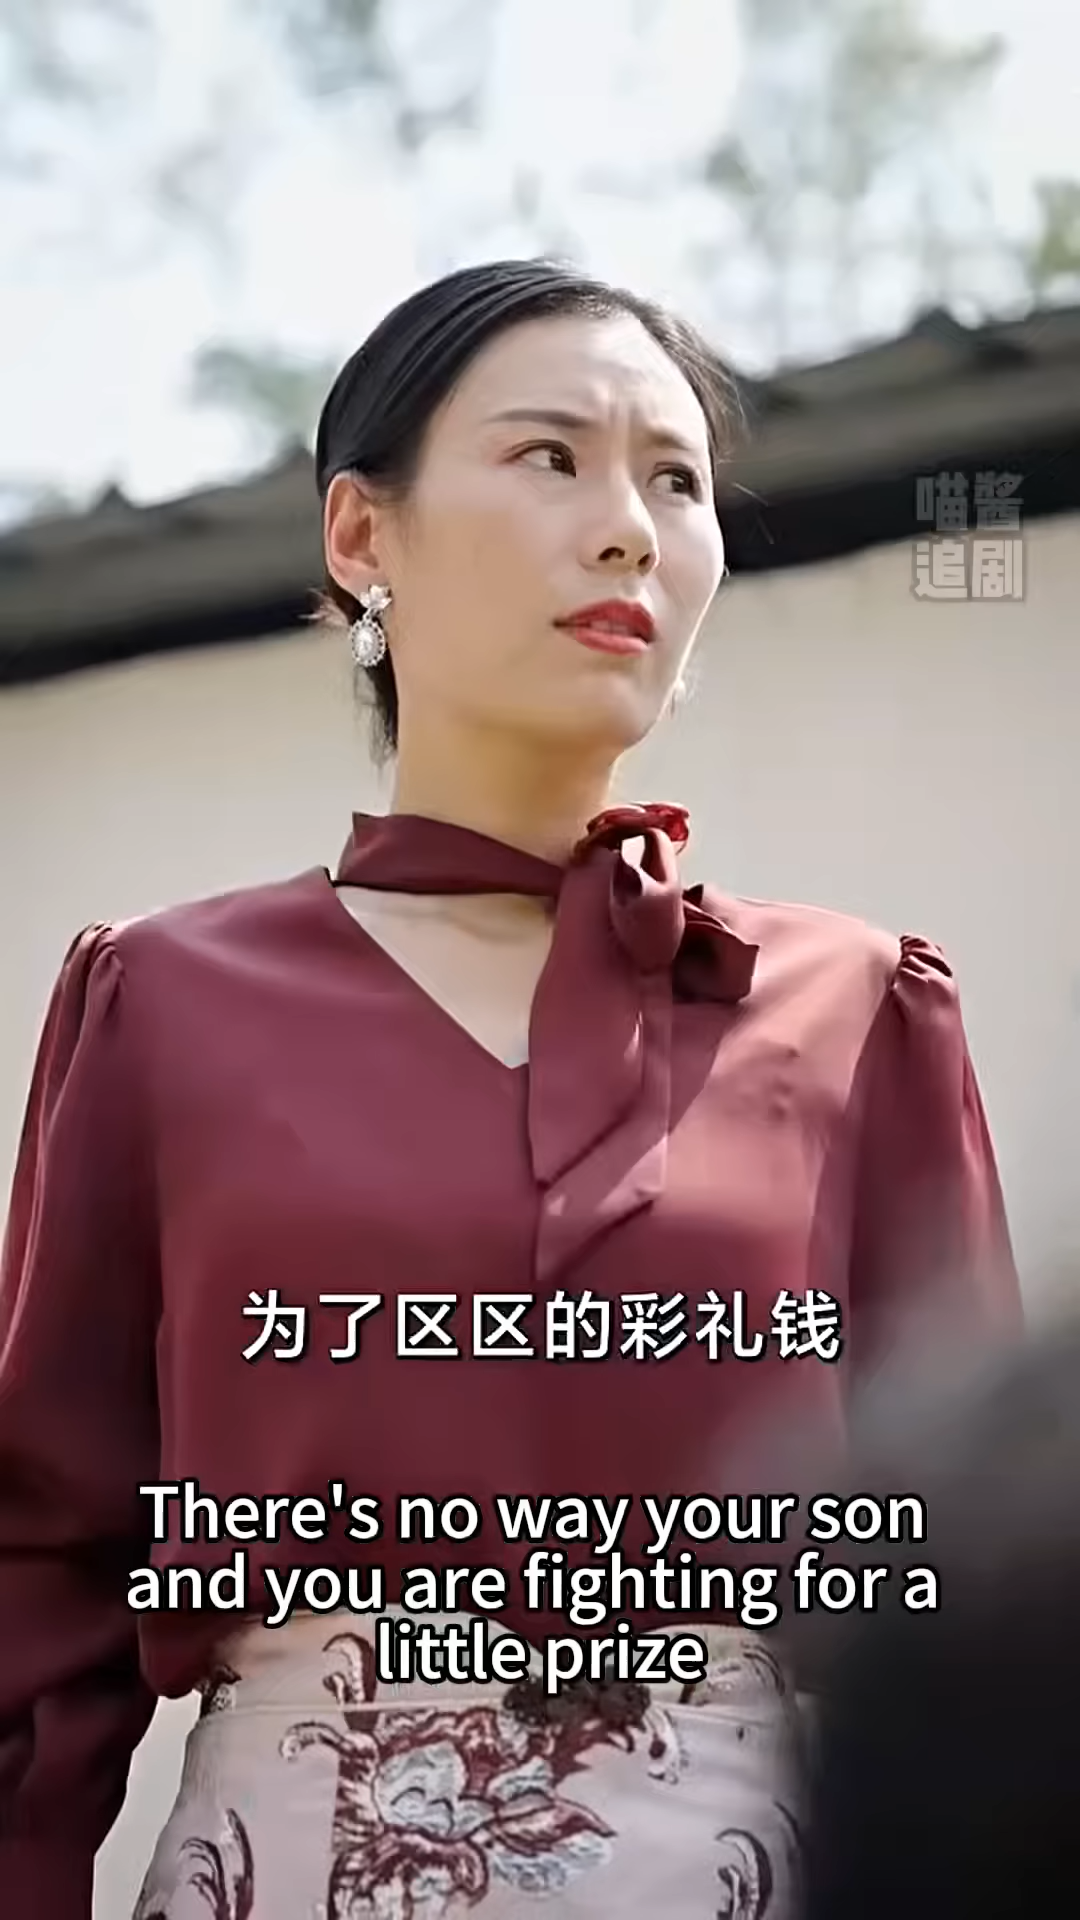 喵酱
追剧
为了区区的彩礼钱
There's no way your son
and you are fighting for a
little prize